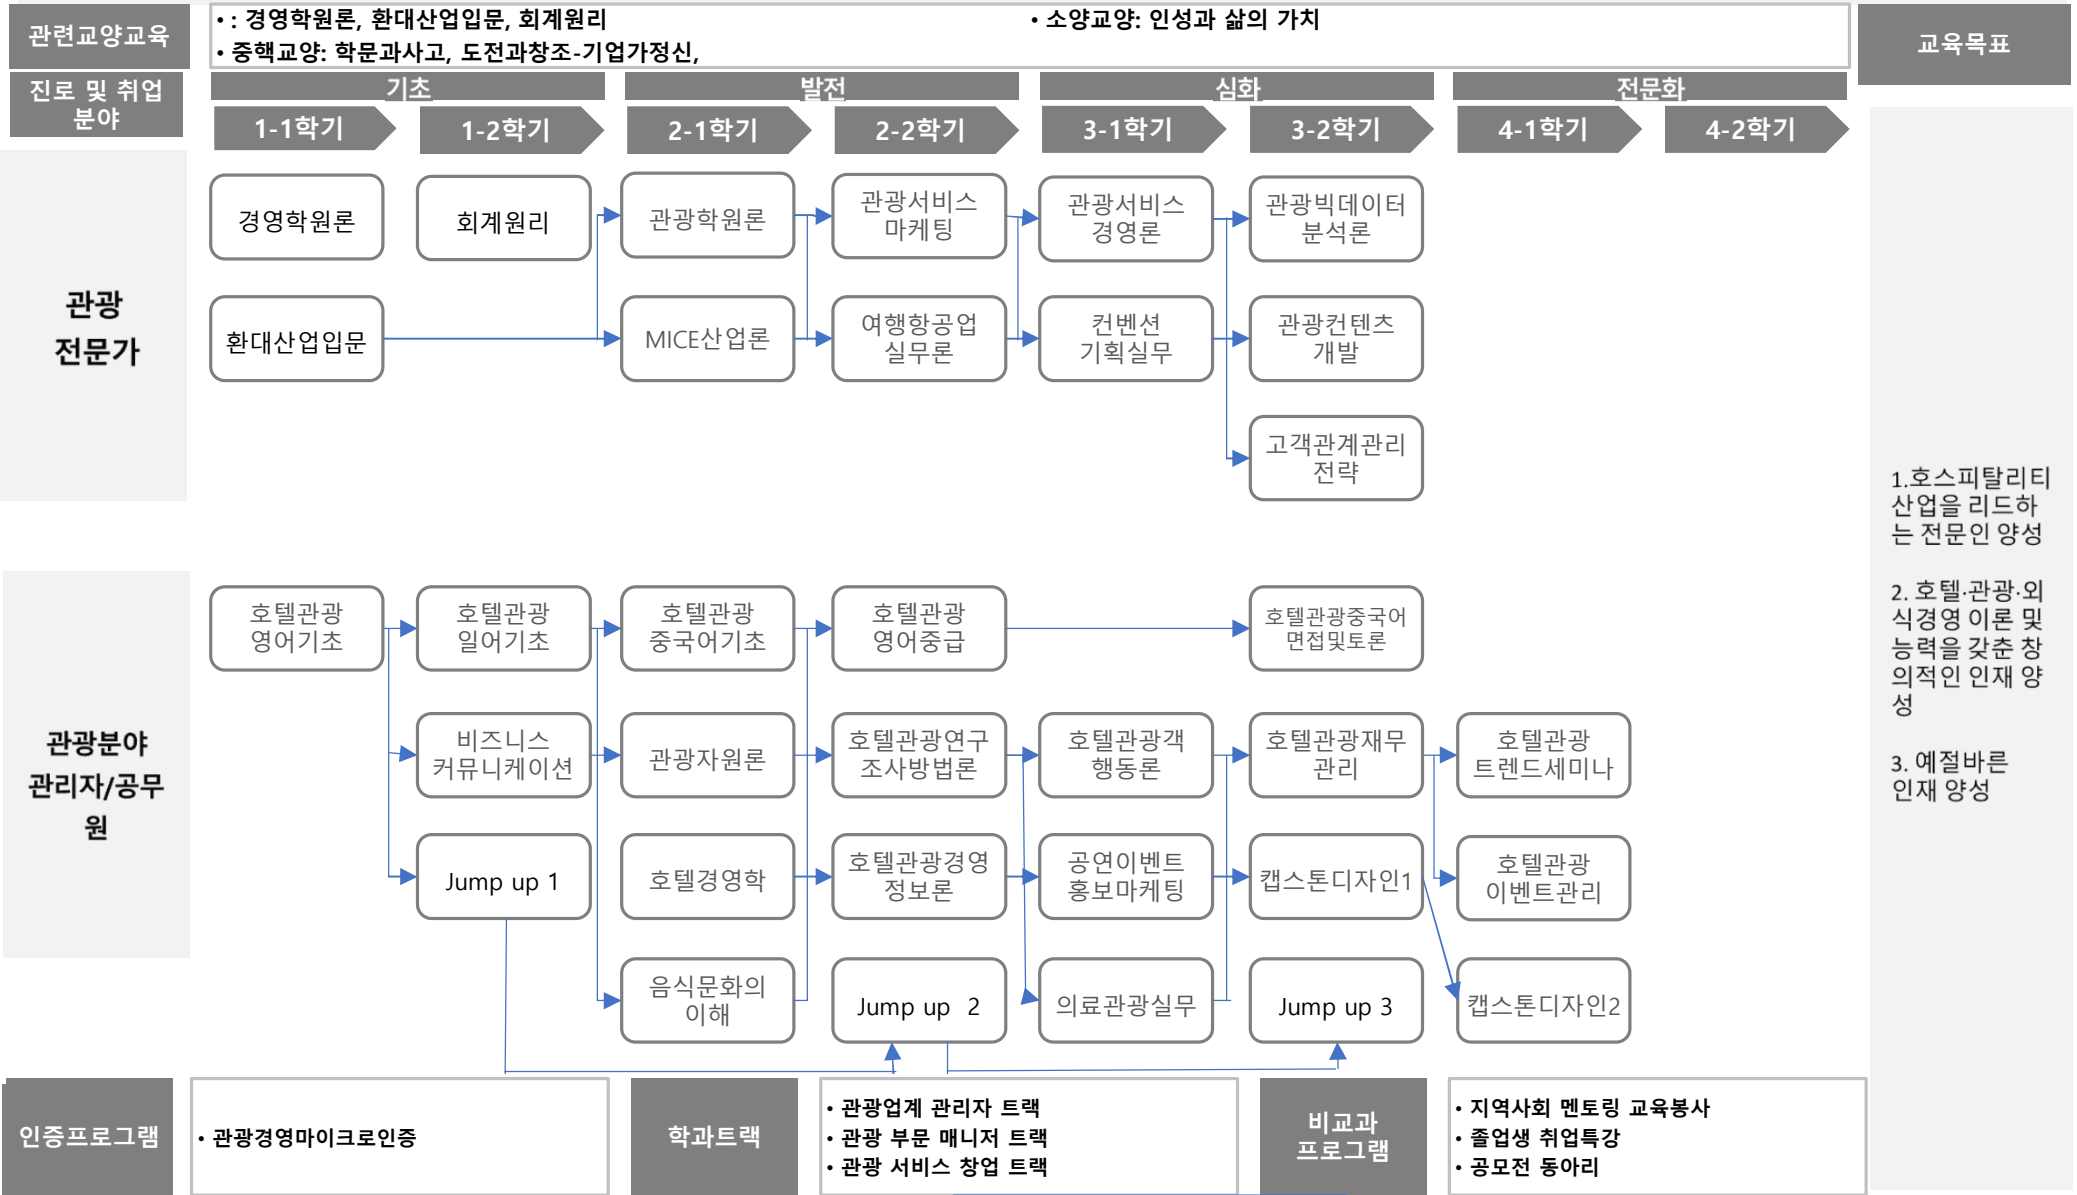 관련교양교육
• : 경영학원론, 환대산업입문, 회계원리
• 소양교양: 인성과 삶의 가치
• 중핵교양: 학문과사고, 도전과창조-기업가정신,
교육목표
진로 및 취업
분야
기초
발전
심화
전문화
1-1학기
1-2학기
2-1학기
2-2학기
3-1학기
3-2학기
4-1학기
4-2학기
관광
전문가
경영학원론
회계원리
관광학원론
관광서비스
마케팅
관광서비스
경영론
관광빅데이터
분석론
환대산업입문
MICE산업론
여행항공업
실무론
컨벤션
기획실무
관광컨텐츠
개발
고객관계관리
전략
관광분야
관리자/공무
원
호텔관광
영어기초
호텔관광
일어기초
호텔관광
중국어기초
호텔관광
영어중급
호텔관광중국어
면접및토론
비즈니스
커뮤니케이션
관광자원론
호텔관광연구
조사방법론
호텔관광객
행동론
호텔관광재무
관리
호텔관광
트렌드세미나
Jump up 1
호텔경영학
호텔관광경영
정보론
공연이벤트
홍보마케팅
캡스톤디자인1
호텔관광
이벤트관리
음식문화의
이해
Jump up 2
의료관광실무
Jump up 3
캡스톤디자인2
1.호스피탈리티
산업을 리드하
는 전문인 양성
2. 호텔·관광·외
식경영 이론 및
능력을 갖춘 창
의적인 인재 양
성
3. 예절바른
인재 양성
인증프로그램
• 관광경영마이크로인증
학과트랙
• 관광업계 관리자 트랙
• 관광 부문 매니저 트랙
• 관광 서비스 창업 트랙
비교과
프로그램
• 지역사회 멘토링 교육봉사
• 졸업생 취업특강
• 공모전 동아리